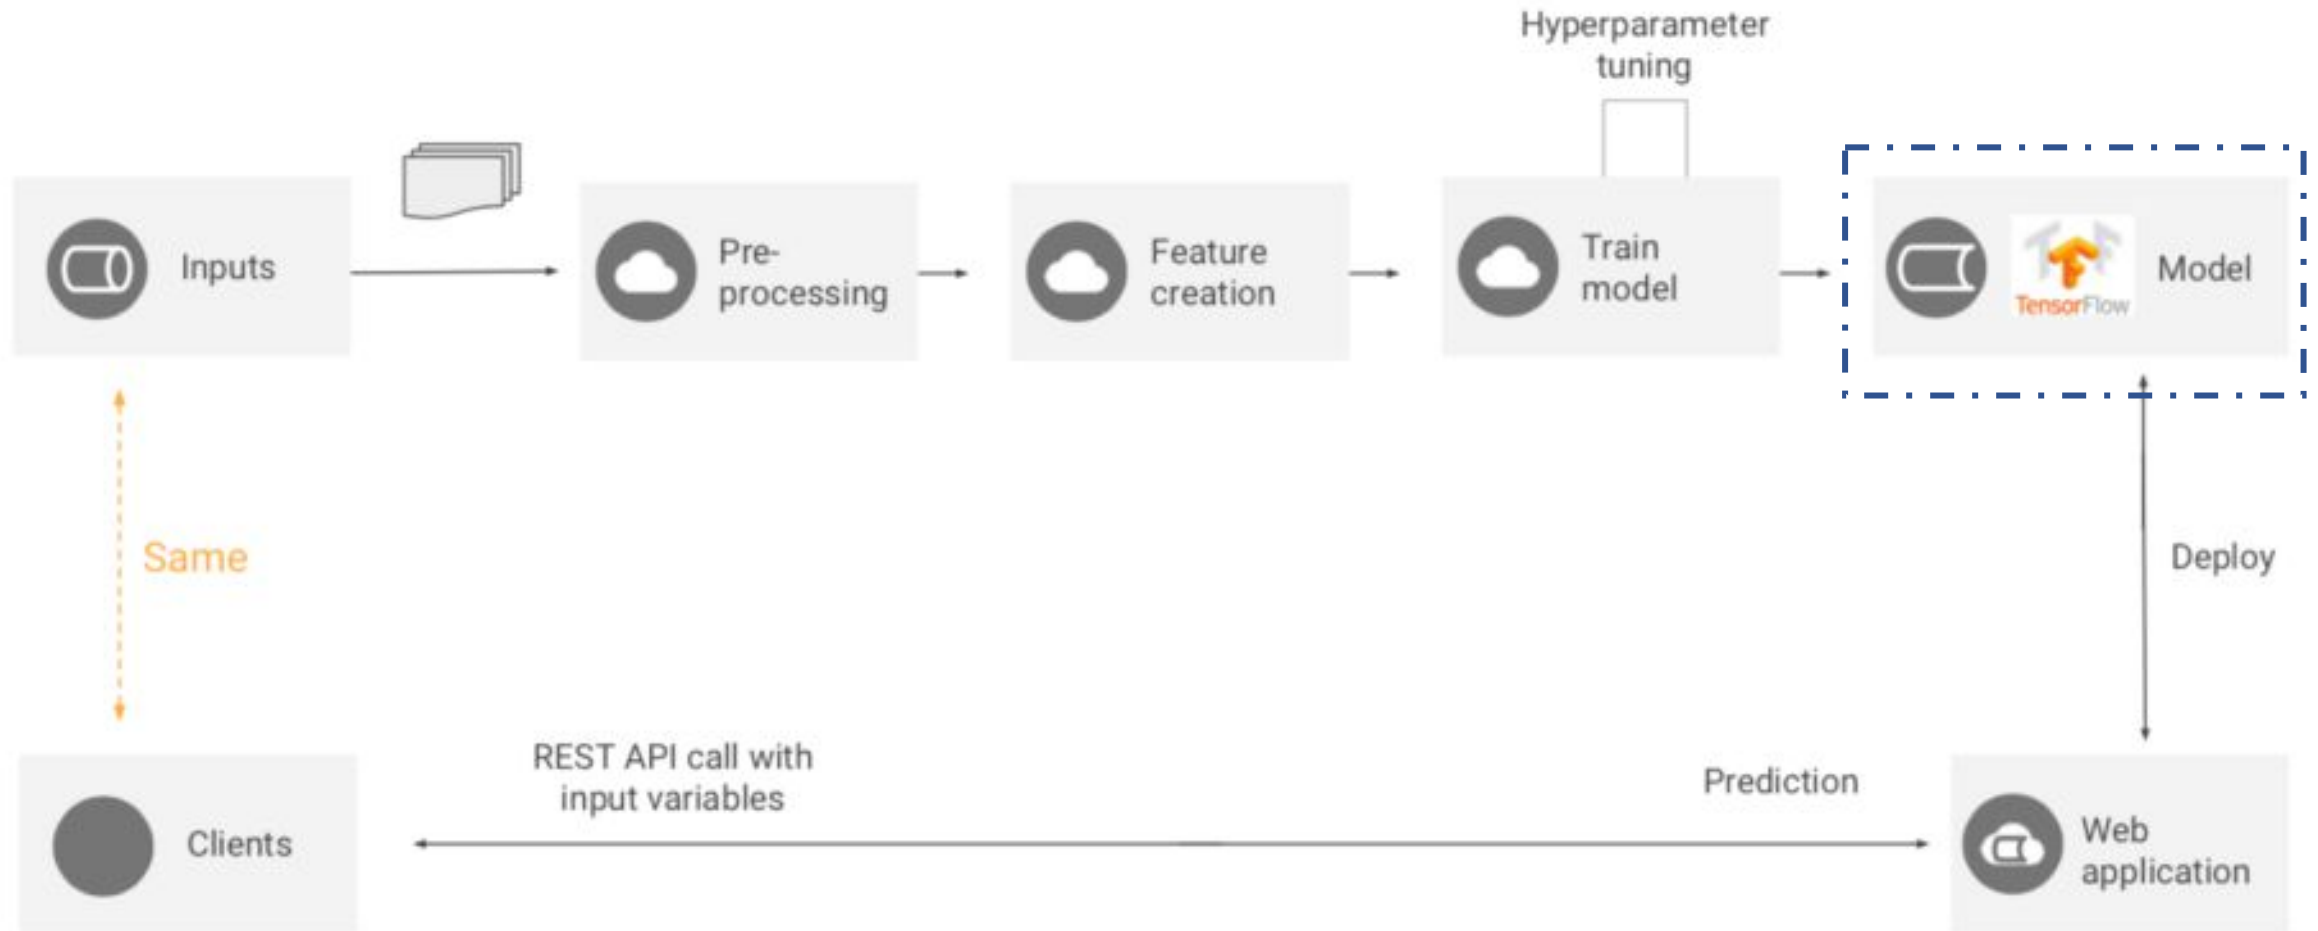 Hyperparameter
tuning
Inputs
Pre-
processing
Feature
creation
Train
model
TensorFlow
Model
Same
Deploy
REST API call with
input variables
Prediction
Clients
Web
application